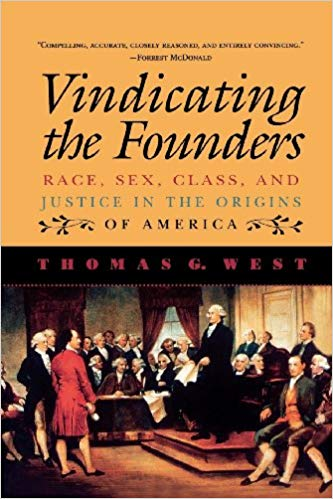 "Compelling, accurate, closely reasoned, and entirely convincing."
—Forrest McDonald
Vindicating
the Founders
RACE, SEX, CLASS, AND
JUSTICE IN THE ORIGINS
OF AMERICA
THOMAS G. WEST